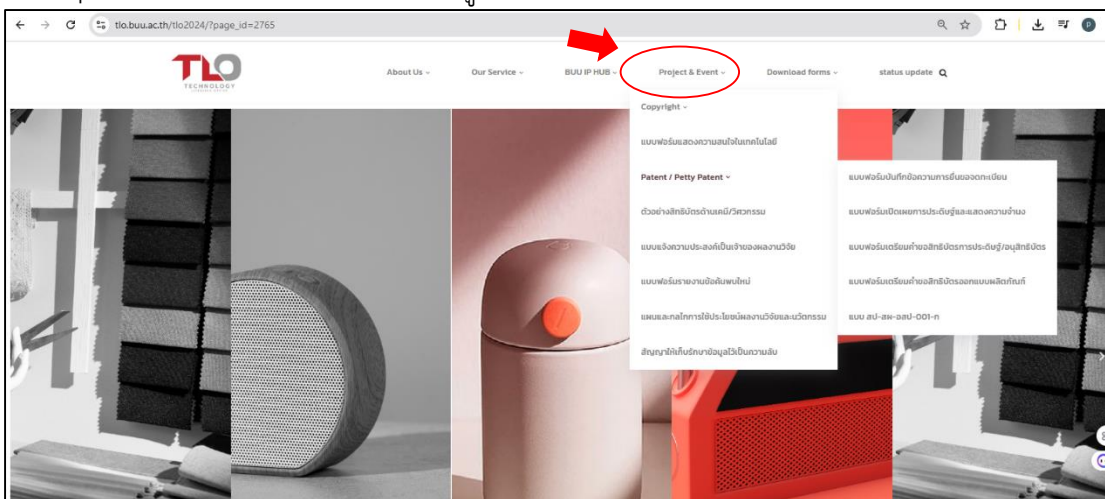 tlo.buu.ac.th/tlo2024/?page_id=2765
TLO
TECHNOLOGY
About Us
Our Service
BUU IP HUB
Project & Event
Download forms
status update
Copyright
แบบฟอร์มแสดงความสนใจในเทคโนโลยี
Patent / Petty Patent
ตัวอย่างสิทธิบัตรด้านเคมี/วิศวกรรม
แบบแจ้งความประสงค์เป็นเจ้าของผลงานวิจัย
แบบฟอร์มรายงานข้อค้นพบใหม่
แผนและกลไกการใช้ประโยชน์ผลงานวิจัยและนวัตกรรม
สัญญาให้เก็บรักษาข้อมูลไว้เป็นความลับ
แบบฟอร์มบันทึกข้อความการยื่นขอจดทะเบียน
แบบฟอร์มเปิดเผยการประดิษฐ์และแสดงความจำนง
แบบฟอร์มเตรียมคำขอสิทธิบัตรการประดิษฐ์/อนุสิทธิบัตร
แบบฟอร์มเตรียมคำขอสิทธิบัตรออกแบบผลิตภัณฑ์
แบบ สป-สผ-อสป-001-ก